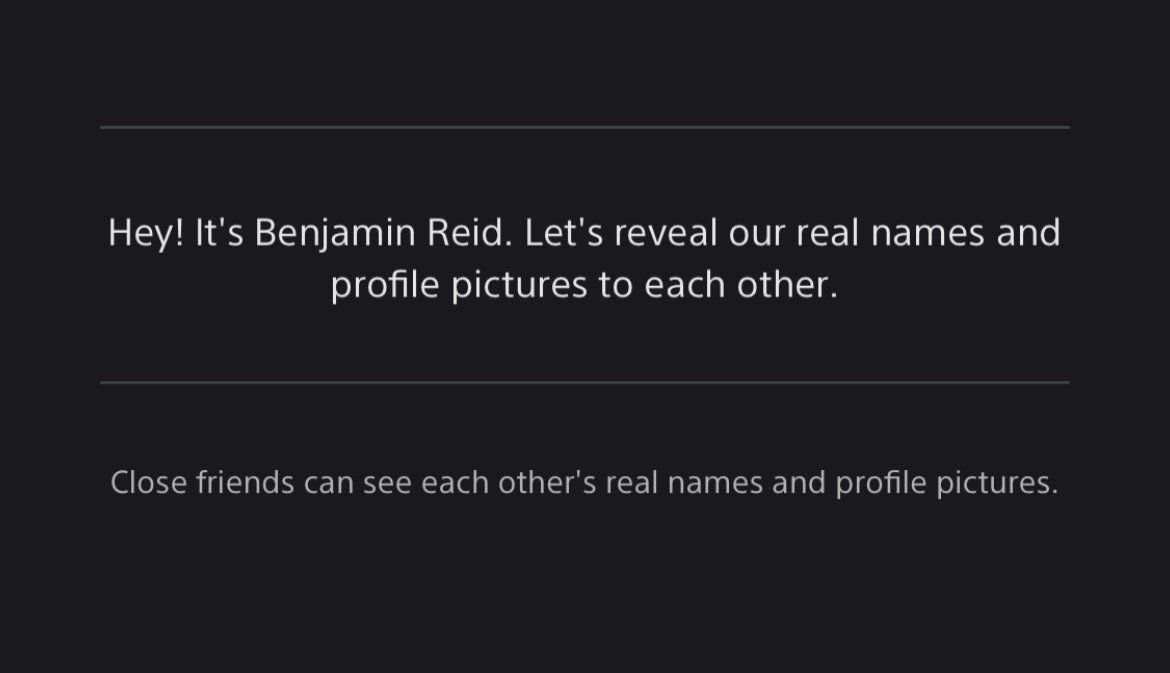 Hey! It's Benjamin Reid. Let's reveal our real names and
profile pictures to each other.
Close friends can see each other's real names and profile pictures.